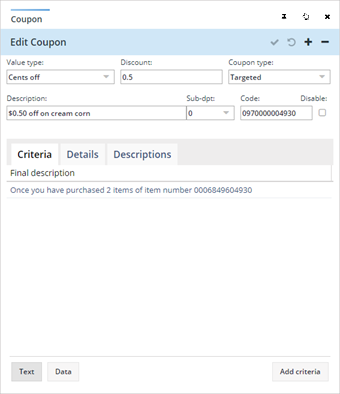 Coupon
Edit Coupon
Value type: Discount: Coupon type:
Cents off 0.5 Targeted
Description: Sub-dpt: Code: Disable:
$0.50 off on cream corn 0 0970000004930
Criteria Details Descriptions
Final description
Once you have purchased 2 items of item number 0006849604930
Text Data Add criteria